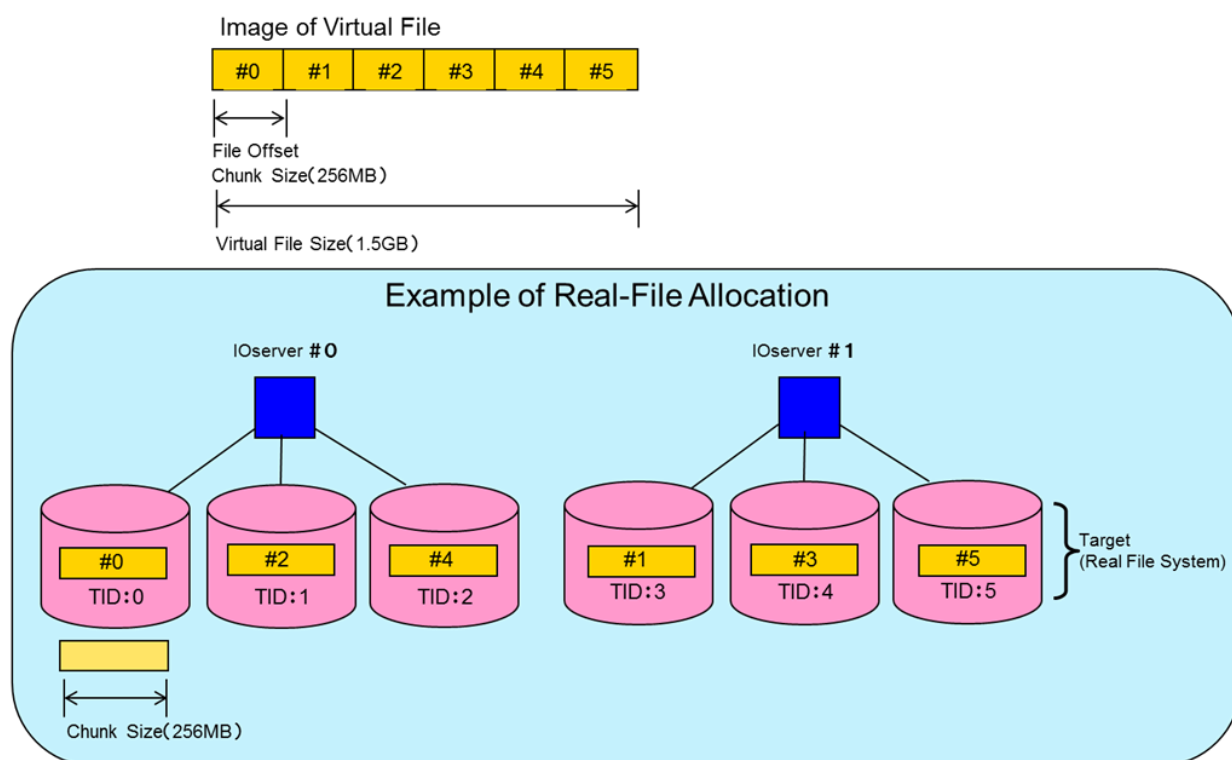 Image of Virtual File
#0 #1 #2 #3 #4 #5
File Offset
Chunk Size(256MB)
Virtual File Size(1.5GB)
Example of Real-File Allocation
IOserver #0
IOserver #1
#0 #2 #4 #1 #3 #5
TID:0 TID:1 TID:2 TID:3 TID:4 TID:5
Target
(Real File System)
Chunk Size(256MB)